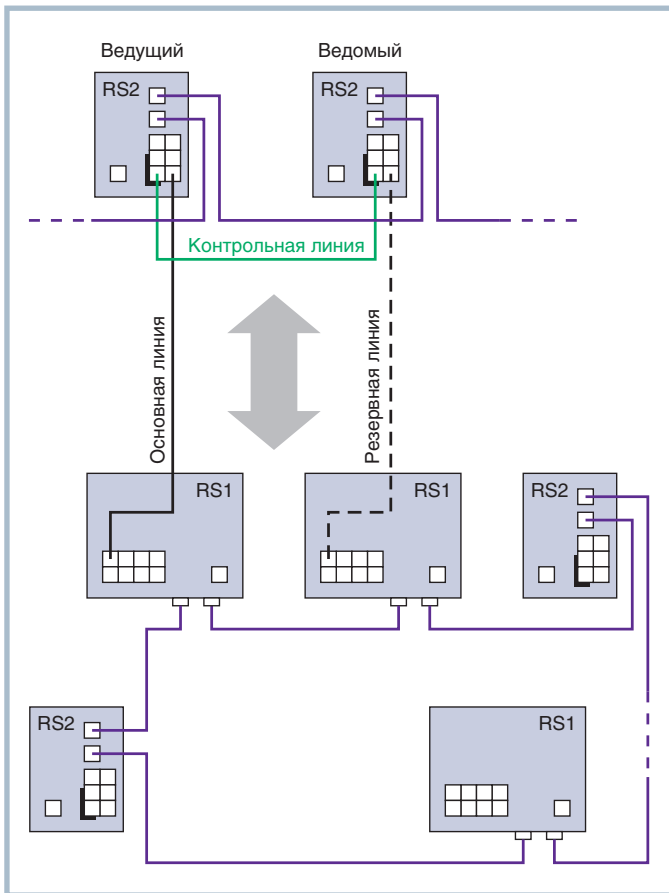 Ведущий
Ведомый
RS2
RS2
Контрольная линия
Основная линия
Резервная линия
RS1
RS1
RS2
RS2
RS1